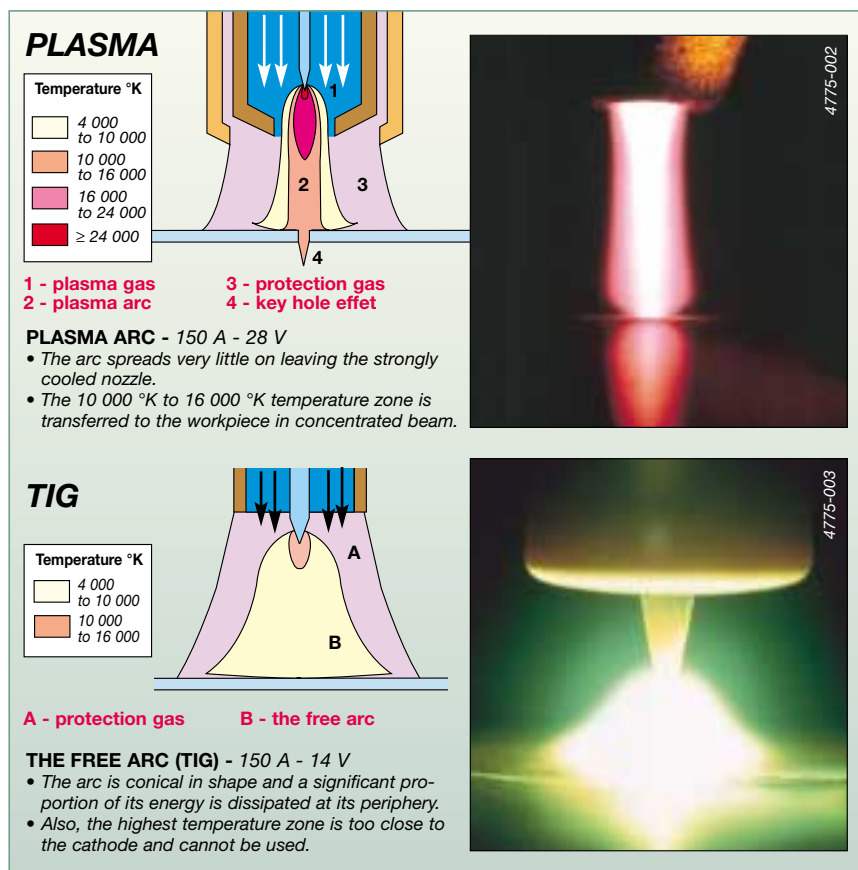 PLASMA
Temperature °K
4 000
to 10 000
10 000
to 16 000
16 000
to 24 000
≥ 24 000
1
2
3
4
1 - plasma gas
3 - protection gas
2 - plasma arc
4 - key hole effet
PLASMA ARC - 150 A - 28 V
• The arc spreads very little on leaving the strongly
cooled nozzle.
• The 10 000 °K to 16 000 °K temperature zone is
transferred to the workpiece in concentrated beam.
4775-002
TIG
Temperature °K
4 000
to 10 000
10 000
to 16 000
A
B
A - protection gas
B - the free arc
THE FREE ARC (TIG) - 150 A - 14 V
• The arc is conical in shape and a significant pro-
portion of its energy is dissipated at its periphery.
• Also, the highest temperature zone is too close to
the cathode and cannot be used.
4775-003